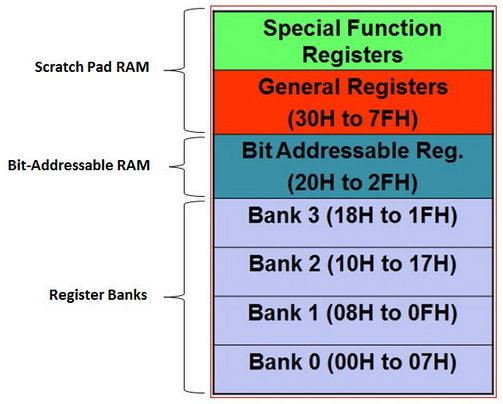 Special Function
Registers
Scratch Pad RAM
General Registers
(30H to 7FH)
Bit-Addressable RAM
Bit Addressable Reg.
(20H to 2FH)
Bank 3 (18H to 1FH)
Bank 2 (10H to 17H)
Register Banks
Bank 1 (08H to 0FH)
Bank 0 (00H to 07H)